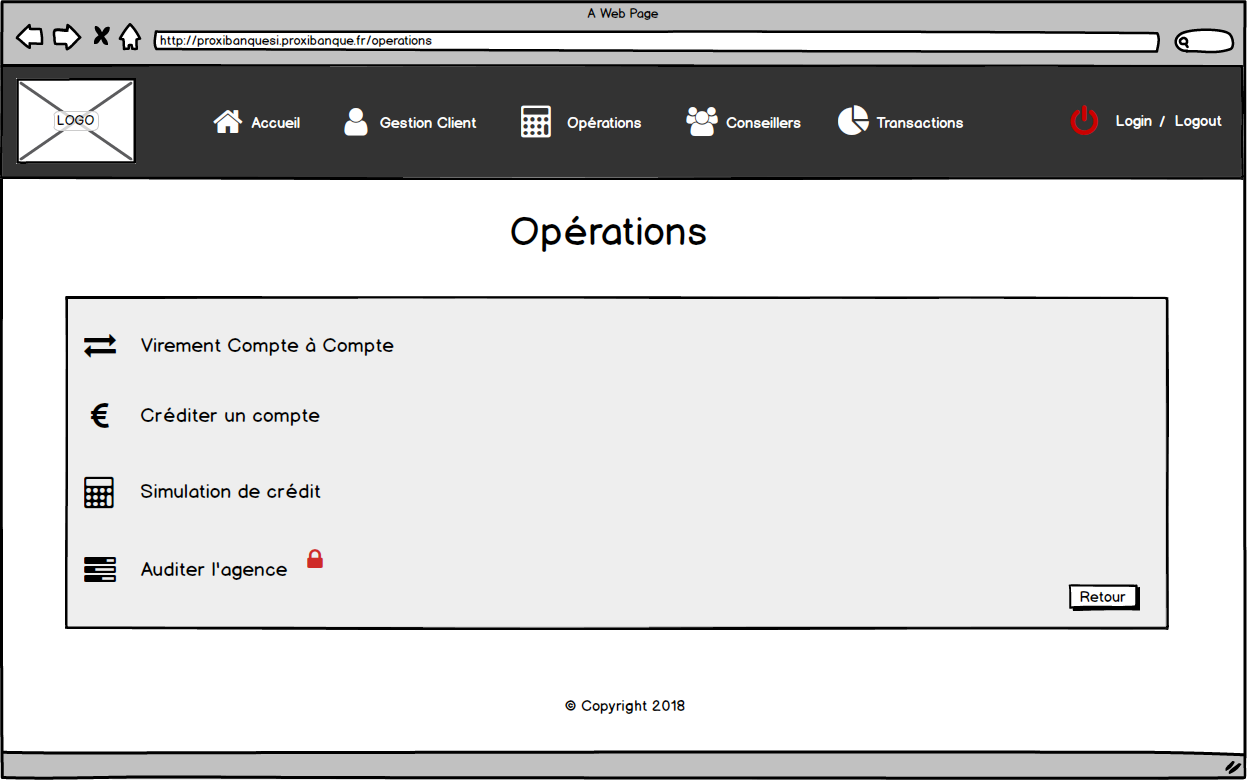 A Web Page
http://proxibanquesi.proxibanque.fr/operations
LOGO
Accueil
Gestion Client
Opérations
Conseillers
Transactions
Login / Logout
Opérations
Virement Compte à Compte
€ Créditer un compte
Simulation de crédit
Auditer l'agence
Retour
© Copyright 2018